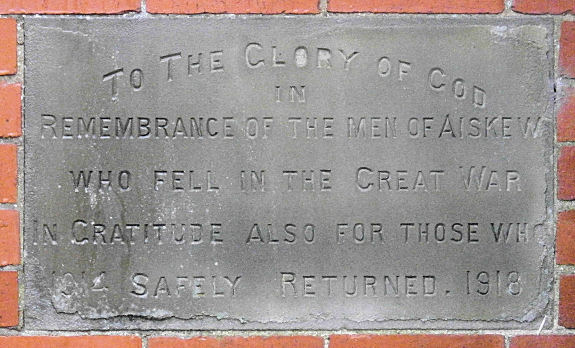 TO THE GLORY OF GOD
IN
REMEMBRANCE OF THE MEN OF AISKEW
WHO FELL IN THE GREAT WAR
IN GRATITUDE ALSO FOR THOSE WHO
1914 SAFELY RETURNED. 1918